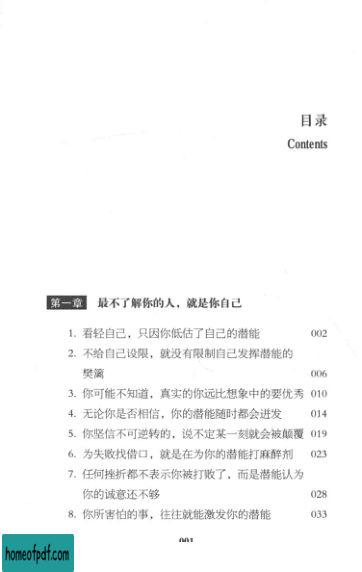 目录
Contents
第一章 最不了解你的人，就是你自己
1. 看轻自己，只因你低估了自己的潜能 002
2. 不给自己设限，就没有限制自己发挥潜能的
樊篱 006
3. 你可能不知道，真实的你远比想象中的要优秀 010
4. 无论你是否相信，你的潜能随时都会迸发 014
5. 你坚信不可逆转的，说不定某一刻就会被颠覆 019
6. 为失败找借口，就是在为你的潜能打麻醉剂 023
7. 任何挫折都不表示你被打败了，而是潜能认为
你的诚意还不够 028
8. 你所害怕的事，往往就能激发你的潜能 033
001
homeofpdf.com